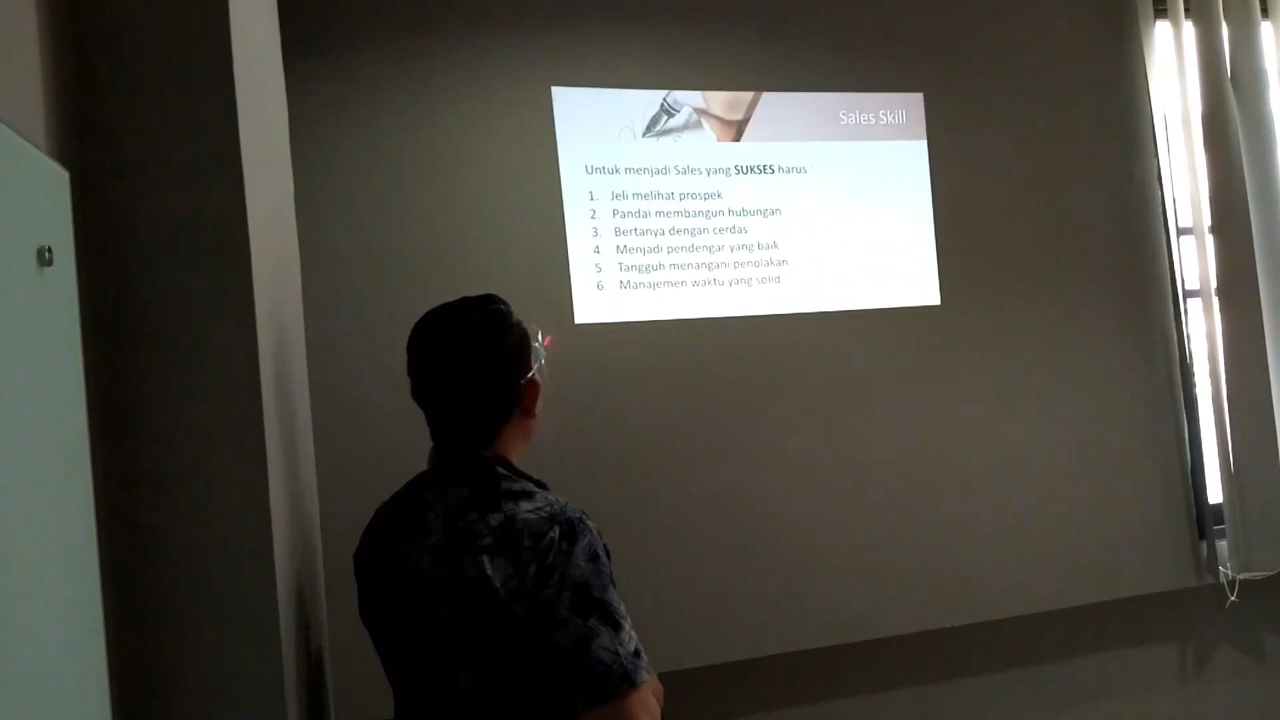 Sales Skill
Untuk menjadi Sales yang SUKSES harus
1. Jeli melihat prospek
2. Pandai membangun hubungan
3. Bertanya dengan cerdas
4. Menjadi pendengar yang baik
5. Tangguh menangani penolakan
6. Manajemen waktu yang solid